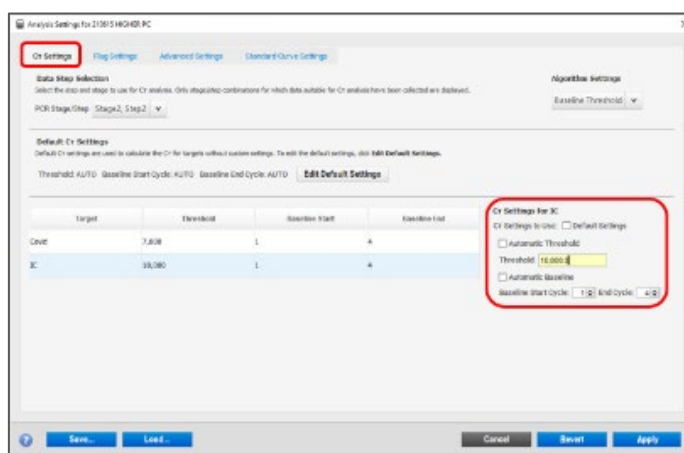 Analysis Settings for 210615 HIGHER PC
CT Settings Flag Settings Advanced Settings Standard Curve Settings
Data Step Selection
Select the step and stage to use for CT analysis. Only stage/step combinations for which data suitable for CT analysis have been collected are displayed.
PCR Stage/Step Stage2, Step2
Algorithm Settings
Baseline Threshold
Default CT Settings
Default CT settings are used to calculate the CT for targets without custom settings. To edit the default settings, click Edit Default Settings.
Threshold: AUTO Baseline Start Cycle: AUTO Baseline End Cycle: AUTO Edit Default Settings
Target Threshold Baseline Start Baseline End
Covid 7,000 1 4
IC 10,000 1 4
CT Settings for IC
CT Settings to Use: Default Settings
Automatic Threshold
Threshold:
Automatic Baseline
Baseline Start Cycle: 1 End Cycle: 4
Save... Load... Cancel Revert Apply